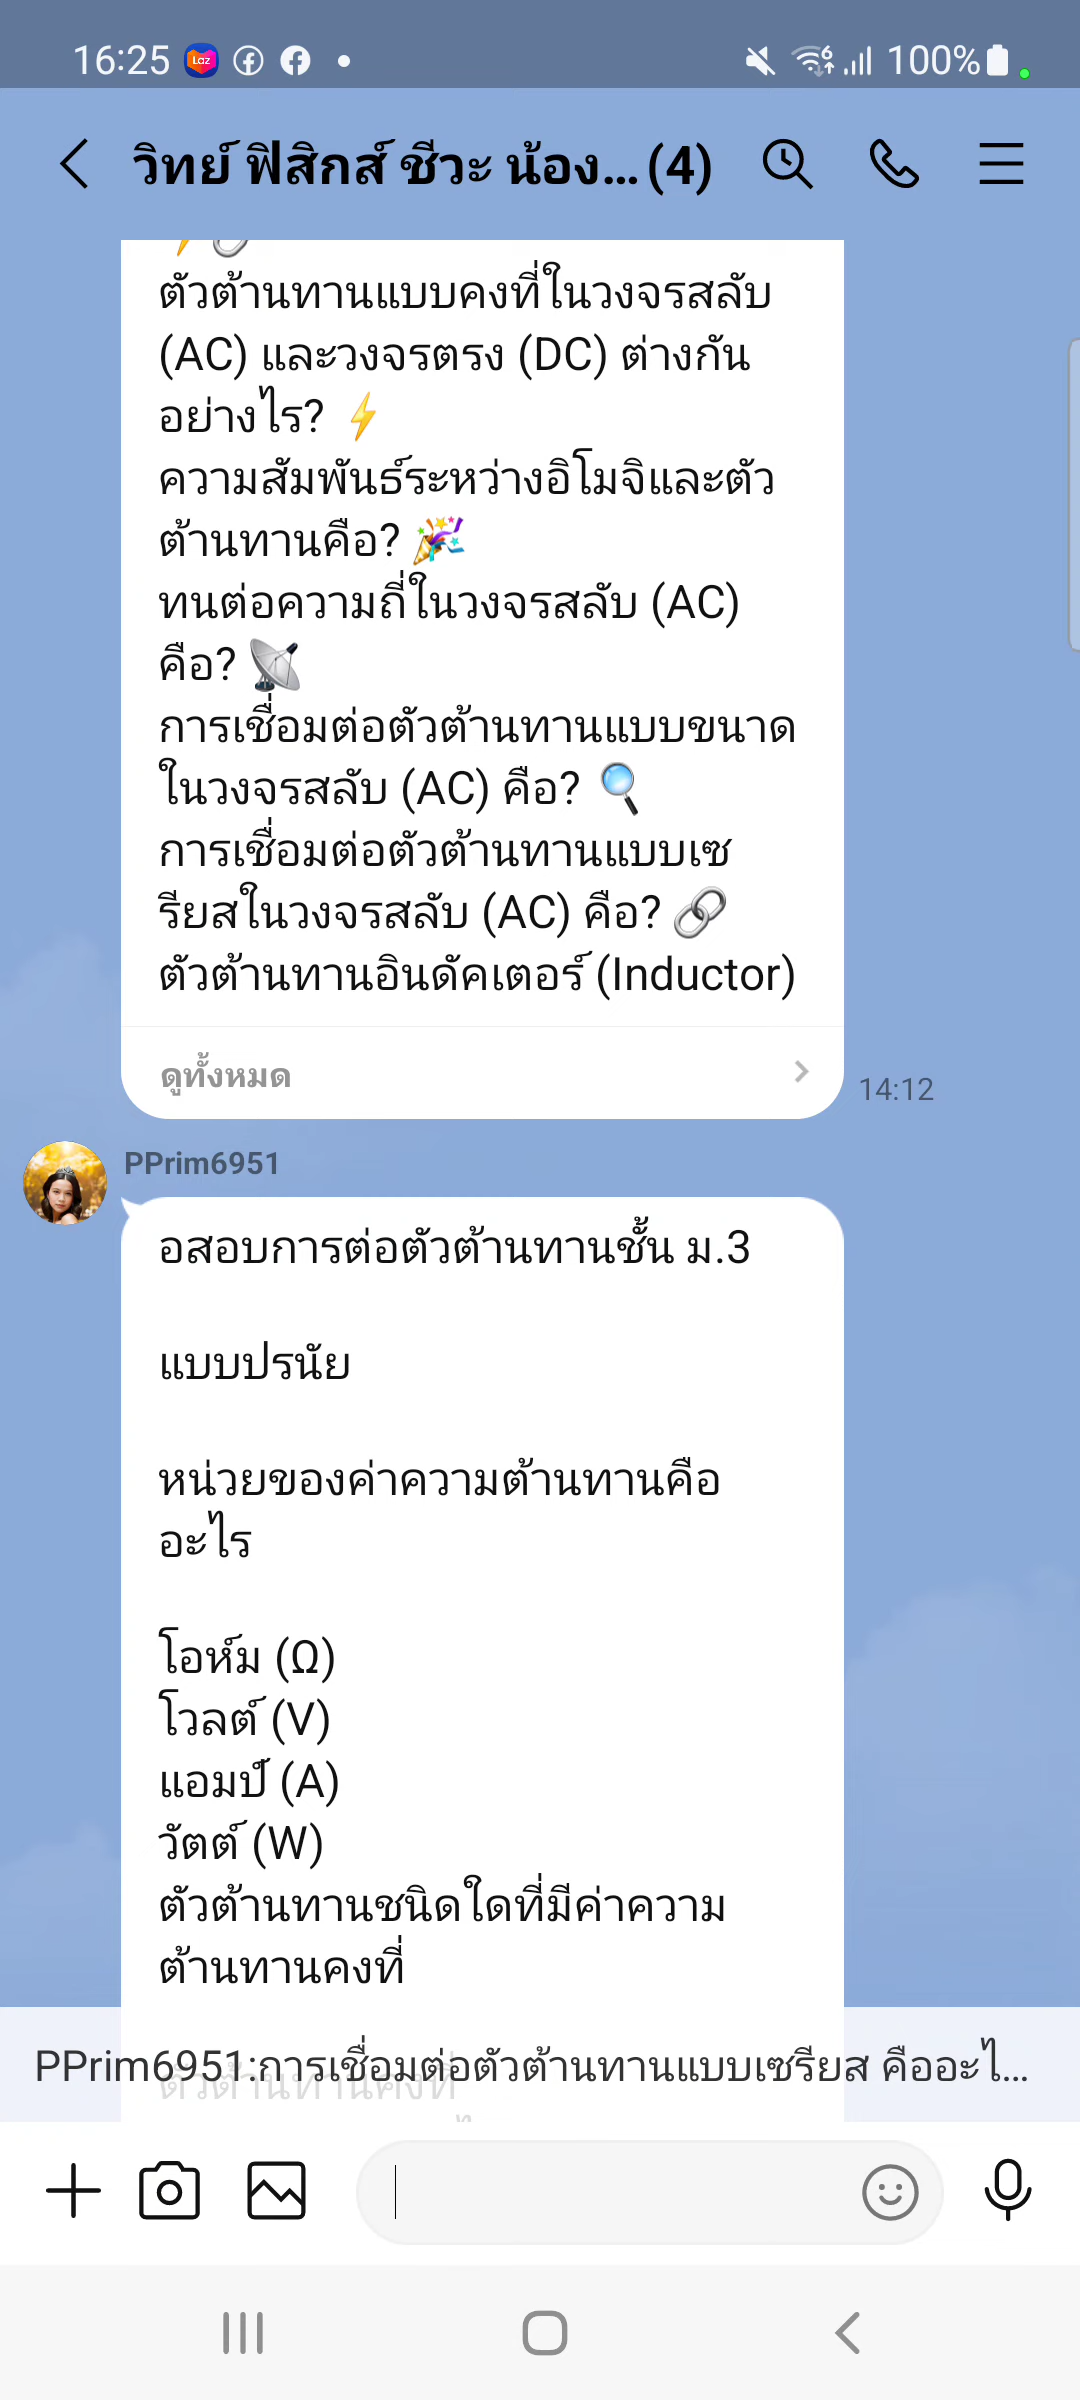 16:25
Laz
6
100%
วิทย์ ฟิสิกส์ ชีวะ น้อง... (4)
ตัวต้านทานแบบคงที่ในวงจรสลับ
(AC) และวงจรตรง (DC) ต่างกัน
อย่างไร? ⚡
ความสัมพันธ์ระหว่างอิโมจิและตัว
ต้านทานคือ? 🎉
ทนต่อความถี่ในวงจรสลับ (AC)
คือ? 📡
การเชื่อมต่อตัวต้านทานแบบขนาด
ในวงจรสลับ (AC) คือ? 🔍
การเชื่อมต่อตัวต้านทานแบบเซ
รียสในวงจรสลับ (AC) คือ? 🔗
ตัวต้านทานอินดัคเตอร์ (Inductor)
ดูทั้งหมด
14:12
PPrim6951
อสอบการต่อตัวต้านทานชั้น ม.3
แบบปรนัย
หน่วยของค่าความต้านทานคือ
อะไร
โอห์ม (Ω)
โวลต์ (V)
แอมป์ (A)
วัตต์ (W)
ตัวต้านทานชนิดใดที่มีค่าความ
ต้านทานคงที่
ตัวต้านทานคงที่
PPrim6951:การเชื่อมต่อตัวต้านทานแบบเซรียส คืออะไ...